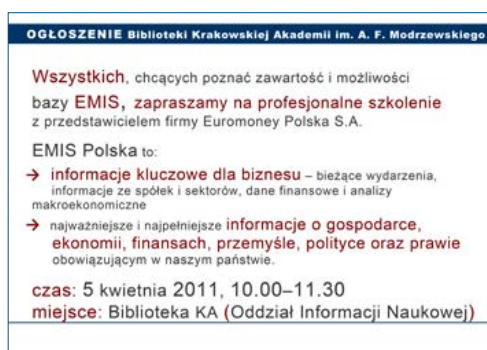 OGŁOSZENIE Biblioteki Krakowskiej Akademii im. A. F. Modrzewskiego
Wszystkich, chcących poznać zawartość i możliwości
bazy EMIS, zapraszamy na profesjonalne szkolenie
z przedstawicielem firmy Euromoney Polska S.A.
EMIS Polska to:
→ informacje kluczowe dla biznesu – bieżące wydarzenia,
informacje ze spółek i sektorów, dane finansowe i analizy
makroekonomiczne
→ najważniejsze i najpełniejsze informacje o gospodarce,
ekonomii, finansach, przemyśle, polityce oraz prawie
obowiązującym w naszym państwie.
czas: 5 kwietnia 2011, 10.00–11.30
miejsce: Biblioteka KA (Oddział Informacji Naukowej)